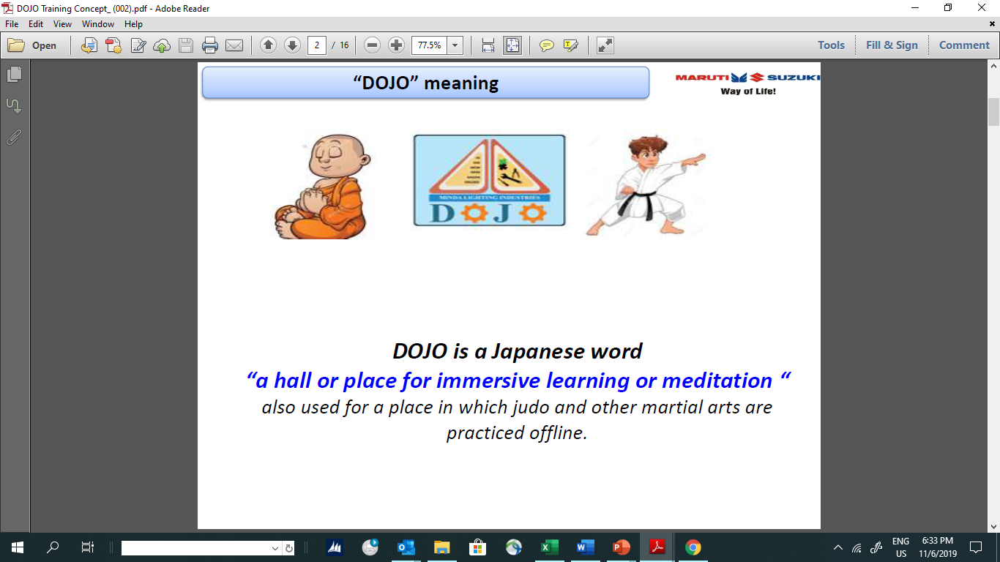 DOJO Training Concept_ (002).pdf - Adobe Reader
File Edit View Window Help
Open 2 / 16 77.5% Tools Fill & Sign Comment
“DOJO” meaning
MARUTI SUZUKI
Way of Life!
MINDA LIGHTING INDUSTRIES
DOJO
DOJO is a Japanese word
“a hall or place for immersive learning or meditation “
also used for a place in which judo and other martial arts are
practiced offline.
ENG 6:33 PM
US 11/6/2019